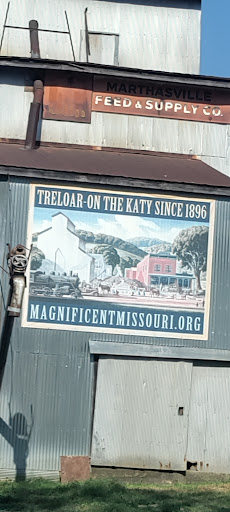 MARTHASVILLE
FEED & SUPPLY CO.
TRELOAR-ON THE KATY SINCE 1896
MAGNIFICENTMISSOURI.ORG